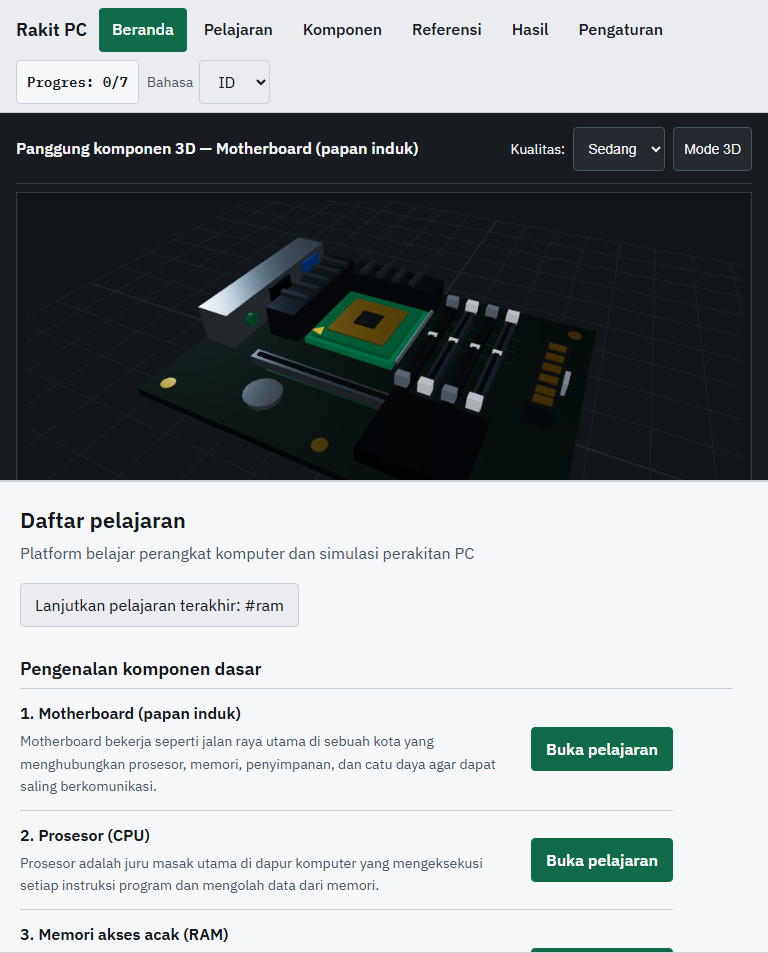 Rakit PC Beranda Pelajaran Komponen Referensi Hasil Pengaturan
Progres: 0/7 Bahasa ID
Panggung komponen 3D — Motherboard (papan induk) Kualitas: Sedang Mode 3D
Daftar pelajaran
Platform belajar perangkat komputer dan simulasi perakitan PC
Lanjutkan pelajaran terakhir: #ram
Pengenalan komponen dasar
1. Motherboard (papan induk)
Motherboard bekerja seperti jalan raya utama di sebuah kota yang
menghubungkan prosesor, memori, penyimpanan, dan catu daya agar dapat
saling berkomunikasi.
Buka pelajaran
2. Prosesor (CPU)
Prosesor adalah juru masak utama di dapur komputer yang mengeksekusi
setiap instruksi program dan mengolah data dari memori.
Buka pelajaran
3. Memori akses acak (RAM)